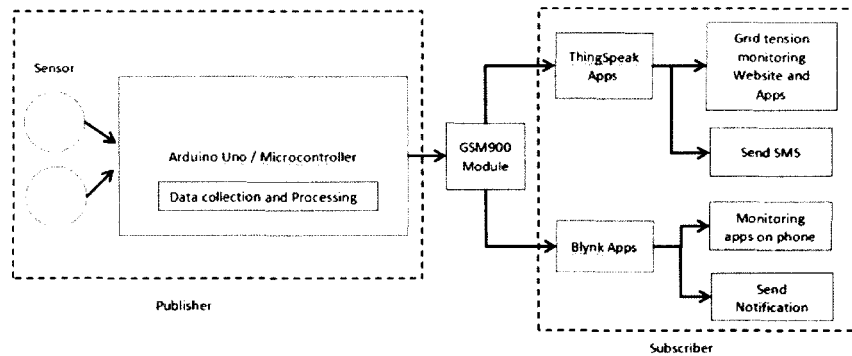 Sensor
Arduino Uno / Microcontroller
Data collection and Processing
Publisher
GSM900
Module
ThingSpeak
Apps
Grid tension
monitoring
Website and
Apps
Send SMS
Blynk Apps
Monitoring
apps on phone
Send
Notification
Subscriber